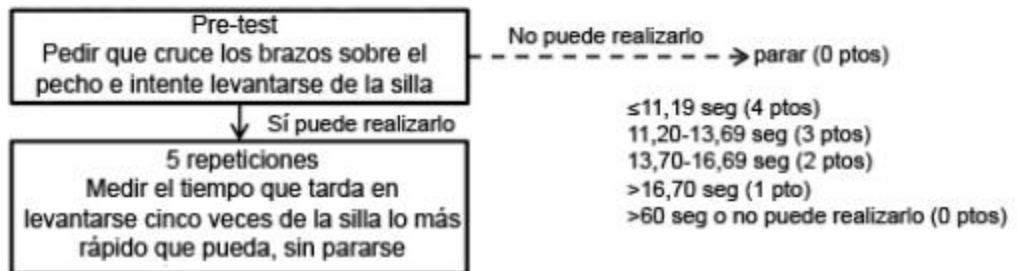 Pre-test
Pedir que cruce los brazos sobre el
pecho e intente levantarse de la silla
No puede realizarlo
parar (0 ptos)
Sí puede realizarlo
5 repeticiones
Medir el tiempo que tarda en
levantarse cinco veces de la silla lo más
rápido que pueda, sin pararse
≤11,19 seg (4 ptos)
11,20-13,69 seg (3 ptos)
13,70-16,69 seg (2 ptos)
>16,70 seg (1 pto)
>60 seg o no puede realizarlo (0 ptos)